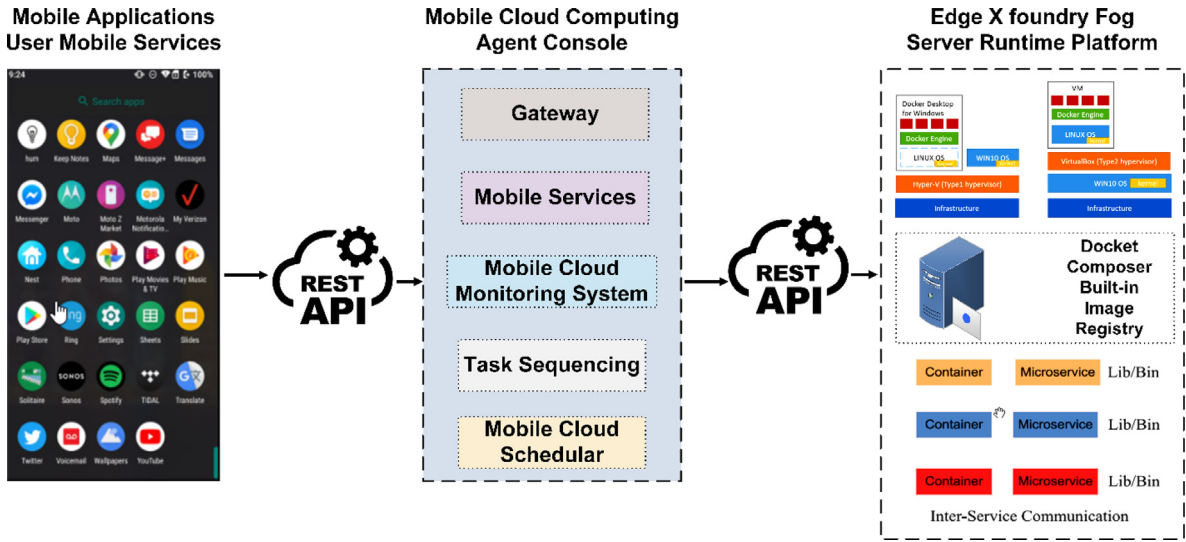 Mobile Applications
User Mobile Services
Mobile Cloud Computing
Agent Console
Edge X foundry Fog
Server Runtime Platform
9:24
100%
Search apps
hum
Keep Notes
Maps
Message+
Messages
Messenger
Moto
Moto Z
Market
Motorola
Notificatio...
My Verizon
Nest
Phone
Photos
Play Movies
& TV
Play Music
Play Store
ring
Ring
Settings
Sheets
Slides
Solitaire
SONOS
Sonos
Spotify
TIDAL
Translate
Twitter
Voicemail
Wallpapers
YouTube
REST
API
Gateway
Mobile Services
Mobile Cloud
Monitoring System
Task Sequencing
Mobile Cloud
Schedular
REST
API
Docker Desktop
for Windows
Docker Engine
LINUX OS
Kernel
WIN10 OS
Kernel
Hyper-V (Type1 hypervisor)
Infrastructure
VM
Docker Engine
LINUX OS
Kernel
VirtualBox (Type2 hypervisor)
WIN10 OS
Kernel
Infrastructure
Docket
Composer
Built-in
Image
Registry
Container
Microservice
Lib/Bin
Container
Microservice
Lib/Bin
Container
Microservice
Lib/Bin
Inter-Service Communication